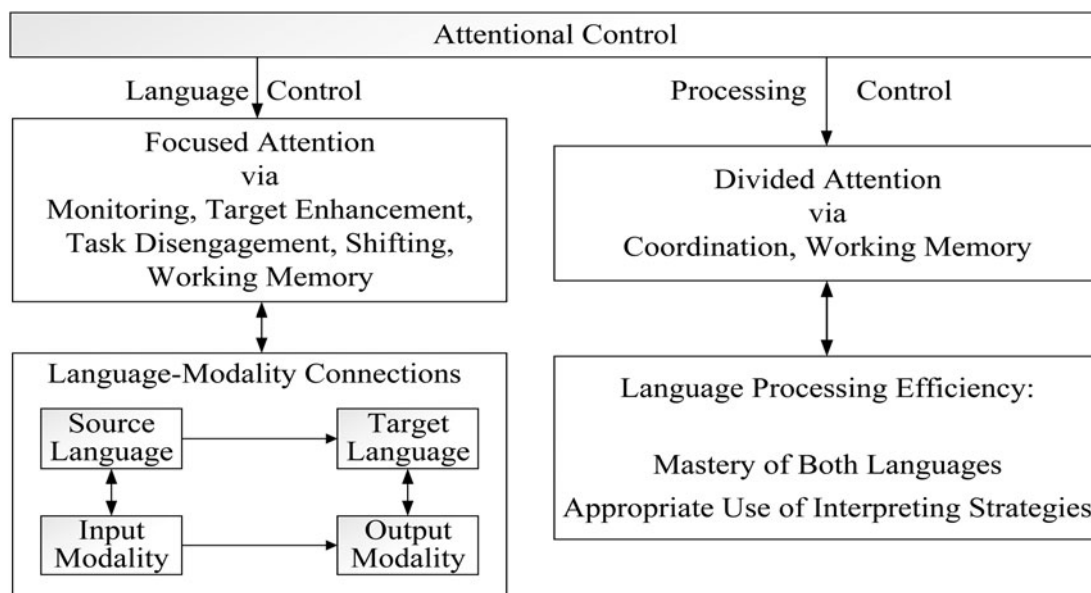 Attentional Control
Language Control
Processing Control
Focused Attention
via
Monitoring, Target Enhancement,
Task Disengagement, Shifting,
Working Memory
Divided Attention
via
Coordination, Working Memory
Language-Modality Connections
Source
Language
Target
Language
Input
Modality
Output
Modality
Language Processing Efficiency:
Mastery of Both Languages
Appropriate Use of Interpreting Strategies